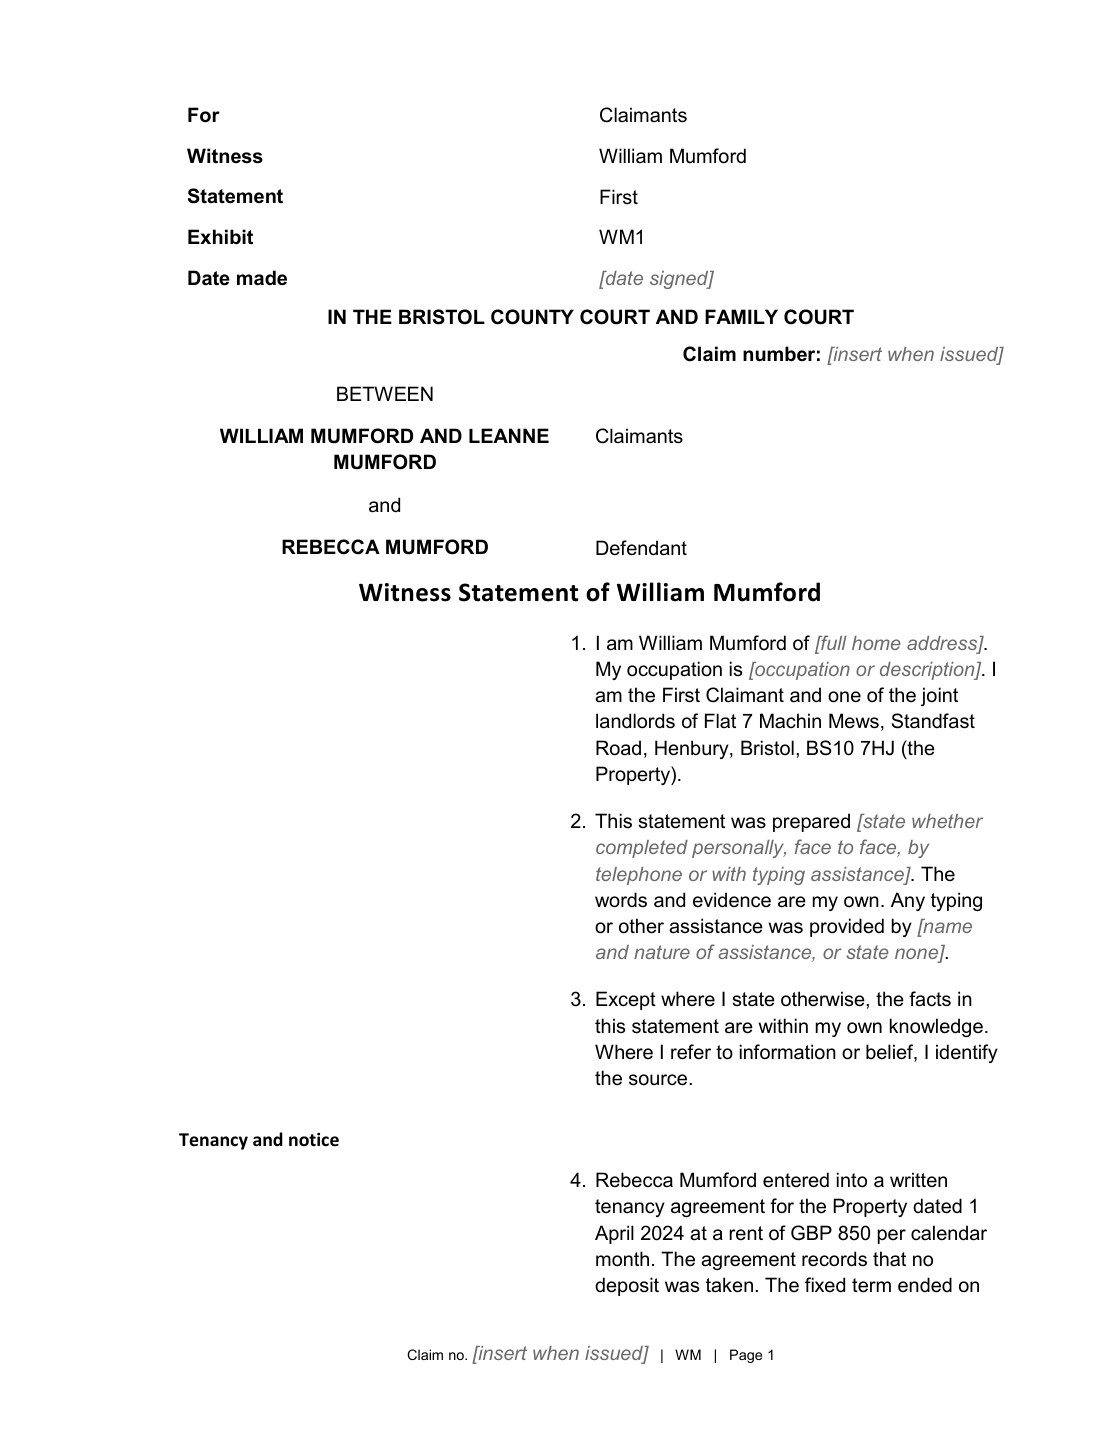 For Claimants
Witness William Mumford
Statement First
Exhibit WM1
Date made [date signed]
IN THE BRISTOL COUNTY COURT AND FAMILY COURT
Claim number: [insert when issued]
BETWEEN
WILLIAM MUMFORD AND LEANNE Claimants
MUMFORD
and
REBECCA MUMFORD Defendant
Witness Statement of William Mumford
1. I am William Mumford of [full home address].
My occupation is [occupation or description]. I
am the First Claimant and one of the joint
landlords of Flat 7 Machin Mews, Standfast
Road, Henbury, Bristol, BS10 7HJ (the
Property).
2. This statement was prepared [state whether
completed personally, face to face, by
telephone or with typing assistance]. The
words and evidence are my own. Any typing
or other assistance was provided by [name
and nature of assistance, or state none].
3. Except where I state otherwise, the facts in
this statement are within my own knowledge.
Where I refer to information or belief, I identify
the source.
Tenancy and notice
4. Rebecca Mumford entered into a written
tenancy agreement for the Property dated 1
April 2024 at a rent of GBP 850 per calendar
month. The agreement records that no
deposit was taken. The fixed term ended on
Claim no. [insert when issued] | WM | Page 1